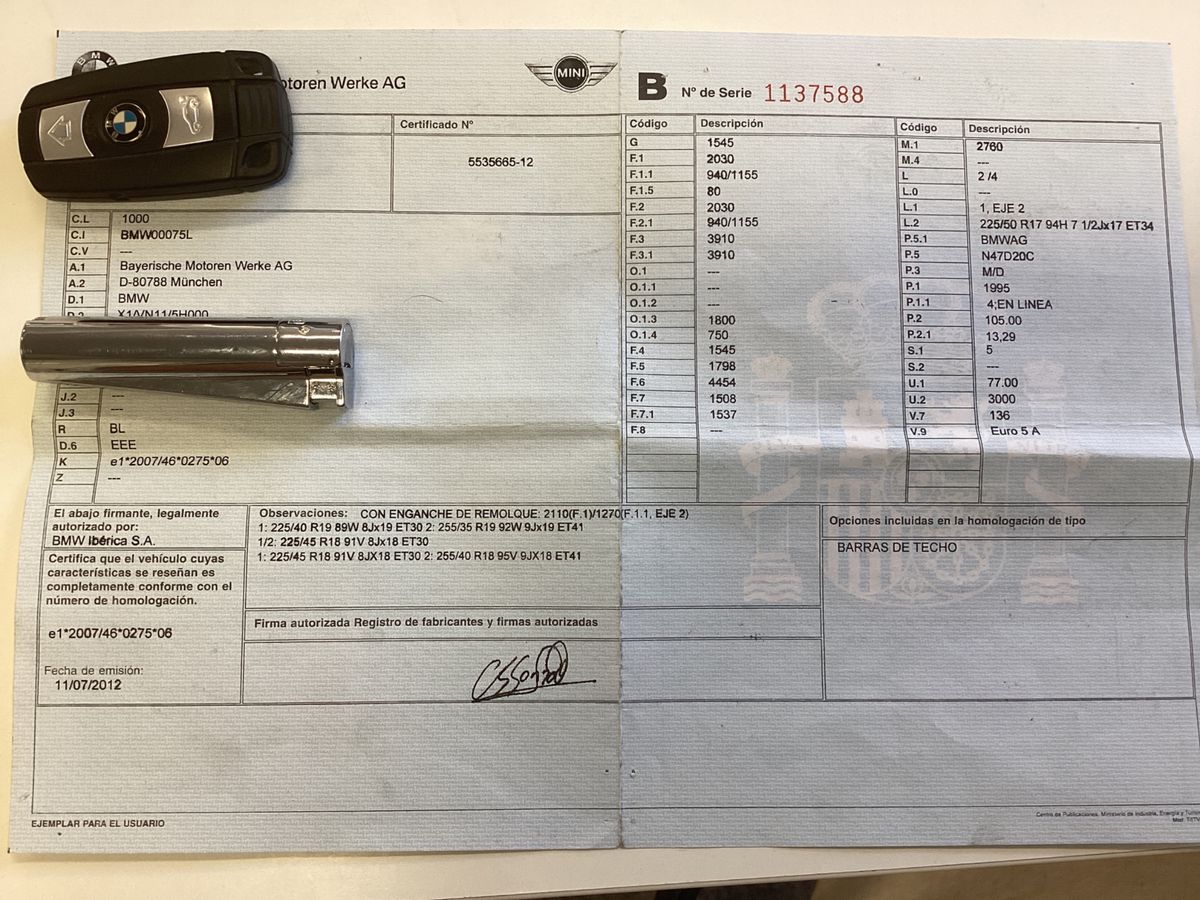 BMW
otoren Werke AG
MINI
B Nº de Serie 1137588
Certificado Nº
5535665-12
C.L 1000
C.I BMW00075L
C.V ---
A.1 Bayerische Motoren Werke AG
A.2 D-80788 München
D.1 BMW
X1/VN11/5H000
J.2 ---
J.3 ---
R BL
D.6 EEE
K e1*2007/46*0275*06
Z ---
Código Descripción
G 1545
F.1 2030
F.1.1 940/1155
F.1.5 80
F.2 2030
F.2.1 940/1155
F.3 3910
F.3.1 3910
O.1 ---
O.1.1 ---
O.1.2 ---
O.1.3 1800
O.1.4 750
F.4 1545
F.5 1798
F.6 4454
F.7 1508
F.7.1 1537
F.8 ---
Código Descripción
M.1 2760
M.4 ---
L 2 /4
L.0 ---
L.1 1, EJE 2
L.2 225/50 R17 94H 7 1/2Jx17 ET34
P.5.1 BMWAG
P.5 N47D20C
P.3 M/D
P.1 1995
P.1.1 4;EN LINEA
P.2 105.00
P.2.1 13,29
S.1 5
S.2 ---
U.1 77.00
U.2 3000
V.7 136
V.9 Euro 5 A
El abajo firmante, legalmente
autorizado por:
BMW Ibérica S.A.
Certifica que el vehículo cuyas
características se reseñan es
completamente conforme con el
número de homologación.
e1*2007/46*0275*06
Fecha de emisión:
11/07/2012
Observaciones: CON ENGANCHE DE REMOLQUE: 2110(F.1)/1270(F.1.1, EJE 2)
1: 225/40 R19 89W 8Jx19 ET30 2: 255/35 R19 92W 9Jx19 ET41
1/2: 225/45 R18 91V 8JX18 ET30
1: 225/45 R18 91V 8JX18 ET30 2: 255/40 R18 95V 9JX18 ET41
Firma autorizada Registro de fabricantes y firmas autorizadas
Opciones incluidas en la homologación de tipo
BARRAS DE TECHO
EJEMPLAR PARA EL USUARIO
Centro de Publicaciones. Ministerio de Industria, Energía y